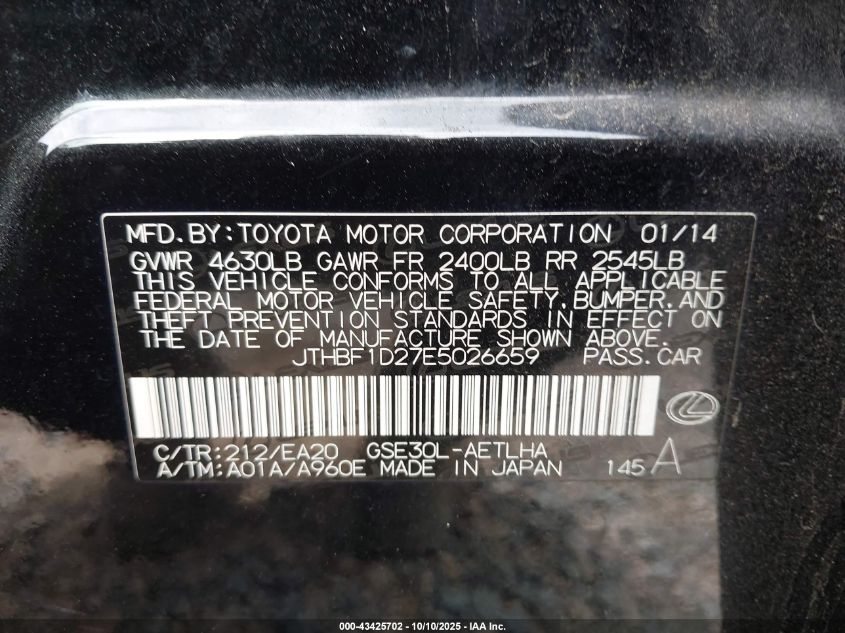 MFD. BY: TOYOTA MOTOR CORPORATION 01/14
GVWR 4630LB GAWR FR 2400LB RR 2545LB
THIS VEHICLE CONFORMS TO ALL APPLICABLE
FEDERAL MOTOR VEHICLE SAFETY, BUMPER, AND
THEFT PREVENTION STANDARDS IN EFFECT ON
THE DATE OF MANUFACTURE SHOWN ABOVE.
JTHBF1D27E5026659 PASS. CAR
C/TR: 212/EA20 GSE30L-AETLHA
A/TM: A01A/A960E MADE IN JAPAN 145 A
000-43425702 - 10/10/2025 - IAA Inc.